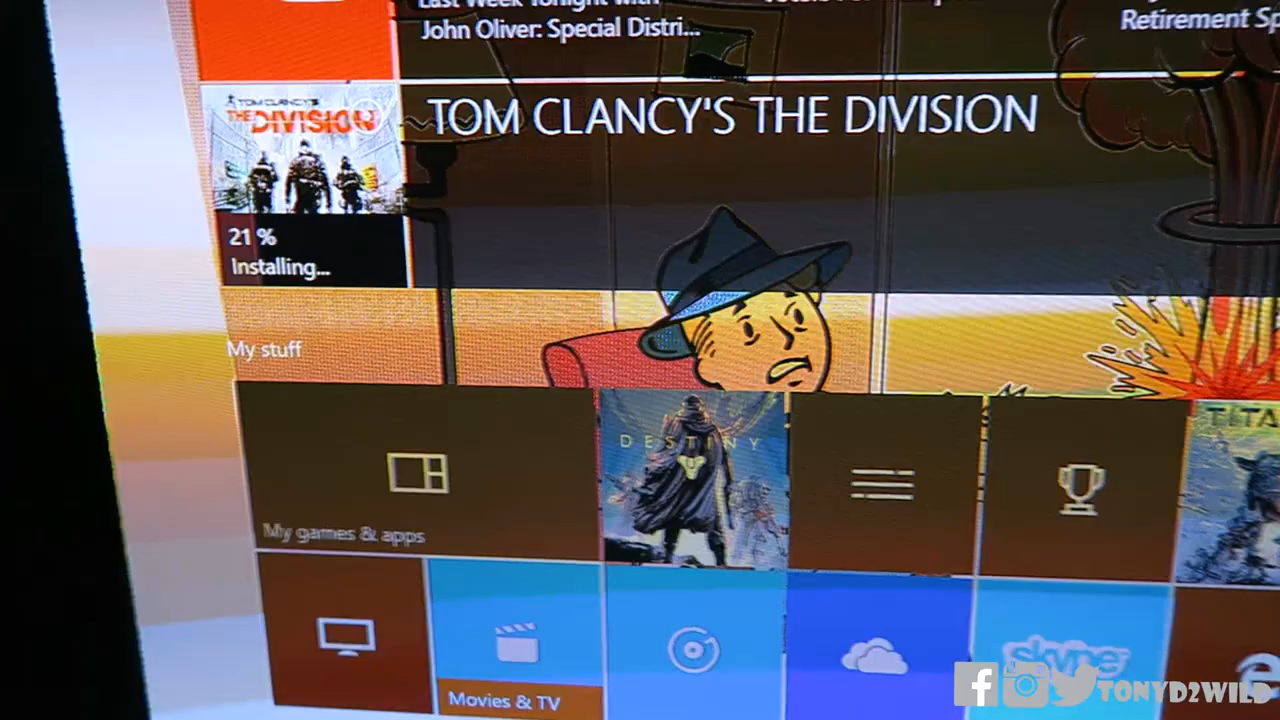 Last Week Tonight with
John Oliver: Special Distri...
Retirement Sp
TOM CLANCY'S
THE DIVISION
TOM CLANCY'S THE DIVISION
21 %
Installing...
My stuff
DESTINY
TITA
My games & apps
Movies & TV
skype
f
TONYD2WILD